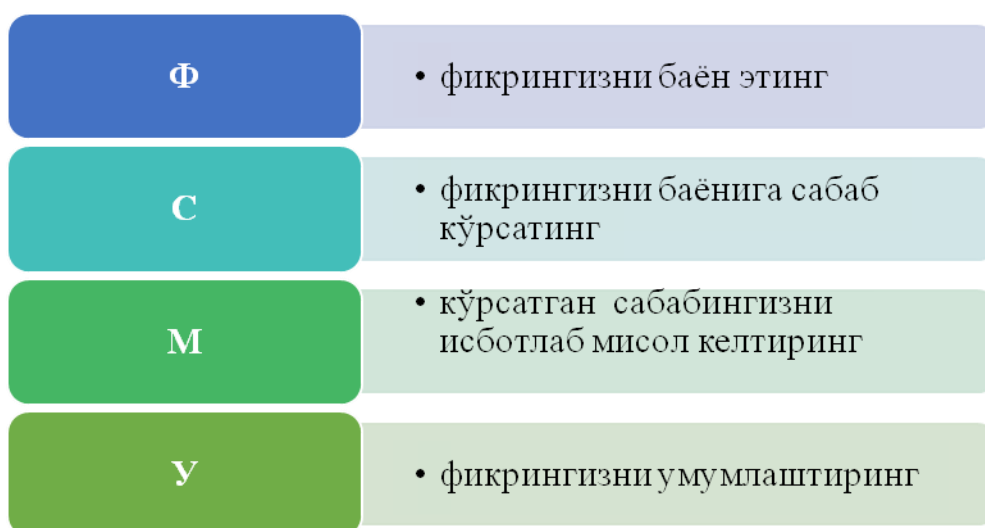 Ф
• фикрингизни баён этинг
С
• фикрингизни баёнига сабаб
кўрсатинг
М
• кўрсатган сабабингизни
исботлаб мисол келтиринг
У
• фикрингизни умумлаштиринг